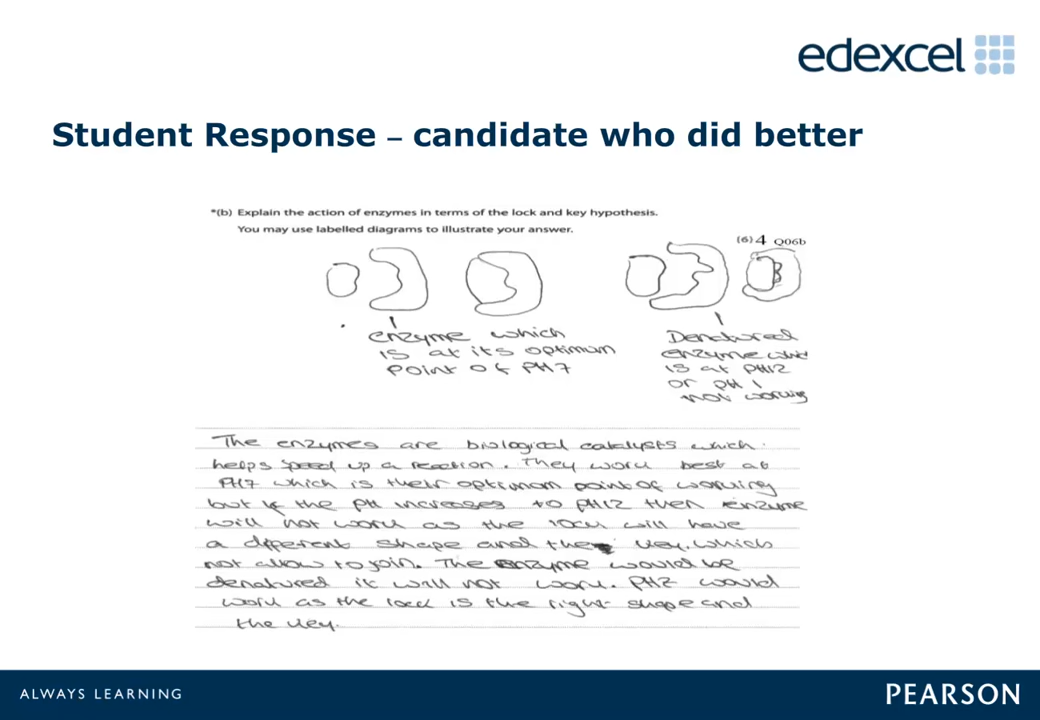 edexcel
Student Response – candidate who did better
*(b) Explain the action of enzymes in terms of the lock and key hypothesis.
You may use labelled diagrams to illustrate your answer.
(6) 4 Q06b
enzyme which
is at its optimum
point of PH7
Denatured
enzyme whi
is at PH12
or pH 1
not working
The enzymes are biological catalysts which
helps speed up a reaction. They work best at
PH7 which is their optimum point of working
but if the PH increases to PH12 then enzyme
will not work as the lock will have
a different shape and the key. which
not allow to join. The enzyme would be
denatured it will not work. PH2 would
work as the lock is the right shape and
the key.
ALWAYS LEARNING
PEARSON